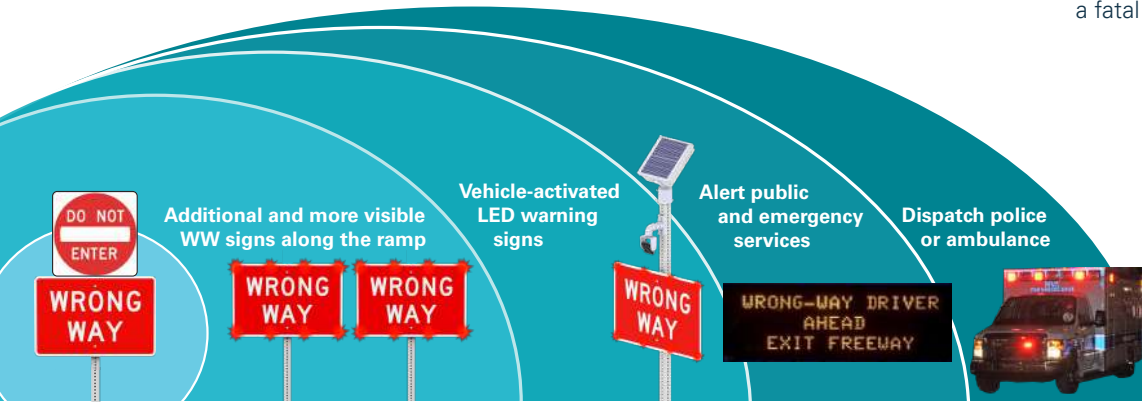 a fatal
DO NOT
ENTER
WRONG
WAY
Additional and more visible
WW signs along the ramp
WRONG
WAY
WRONG
WAY
Vehicle-activated
LED warning
signs
WRONG
WAY
Alert public
and emergency
services
WRONG-WAY DRIVER
AHEAD
EXIT FREEWAY
Dispatch police
or ambulance